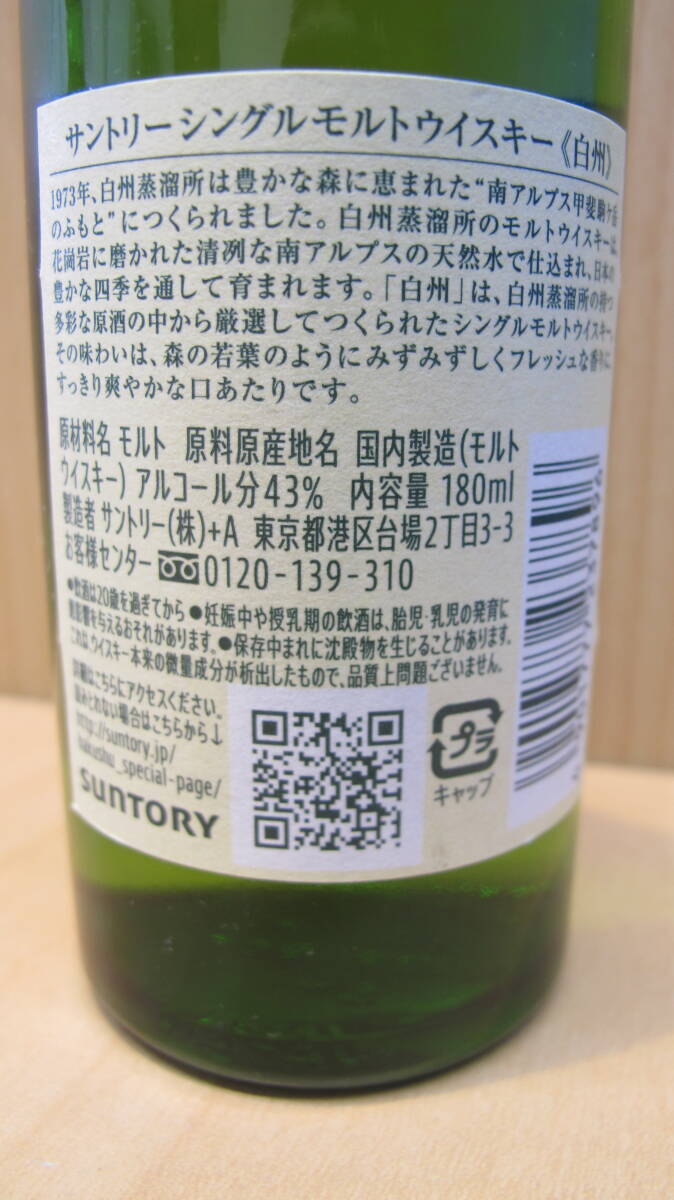 サントリーシングルモルトウイスキー《白州》
1973年、白州蒸溜所は豊かな森に恵まれた“南アルプス甲斐駒ケ岳
のふもと”につくられました。白州蒸溜所のモルトウイスキーは、
花崗岩に磨かれた清冽な南アルプスの天然水で仕込まれ、日本の
豊かな四季を通して育まれます。「白州」は、白州蒸溜所の持つ
多彩な原酒の中から厳選してつくられたシングルモルトウイスキー。
その味わいは、森の若葉のようにみずみずしくフレッシュな香りに
すっきり爽やかな口あたりです。
原材料名 モルト 原料原産地名 国内製造(モルト
ウイスキー) アルコール分43% 内容量 180ml
製造者 サントリー(株)+A 東京都港区台場2丁目3-3
お客様センター 0120-139-310
●飲酒は20歳を過ぎてから ●妊娠中や授乳期の飲酒は、胎児・乳児の発育に
悪影響を与えるおそれがあります。●保存中まれに沈殿物を生じることがあります。
これは、ウイスキー本来の微量成分が析出したもので、品質上問題ございません。
詳細はこちらにアクセスください。
読みとれない場合はこちらから↓
http://suntory.jp/
hakushu_special-page/
SUNTORY
プラ
キャップ